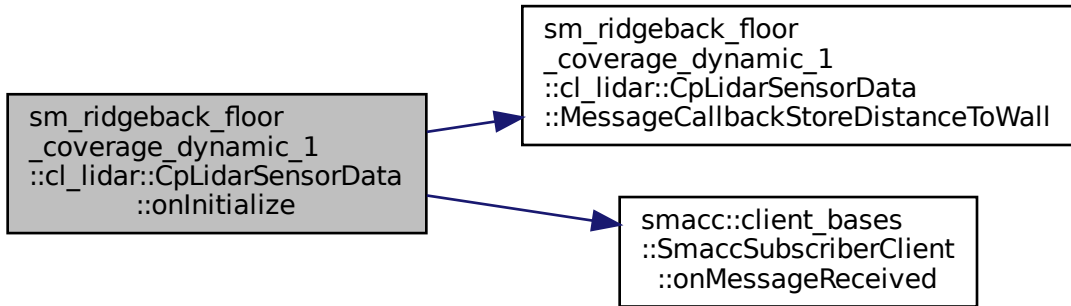 sm_ridgeback_floor
_coverage_dynamic_1
::cl_lidar::CpLidarSensorData
::onInitialize
sm_ridgeback_floor
_coverage_dynamic_1
::cl_lidar::CpLidarSensorData
::MessageCallbackStoreDistanceToWall
smacc::client_bases
::SmaccSubscriberClient
::onMessageReceived